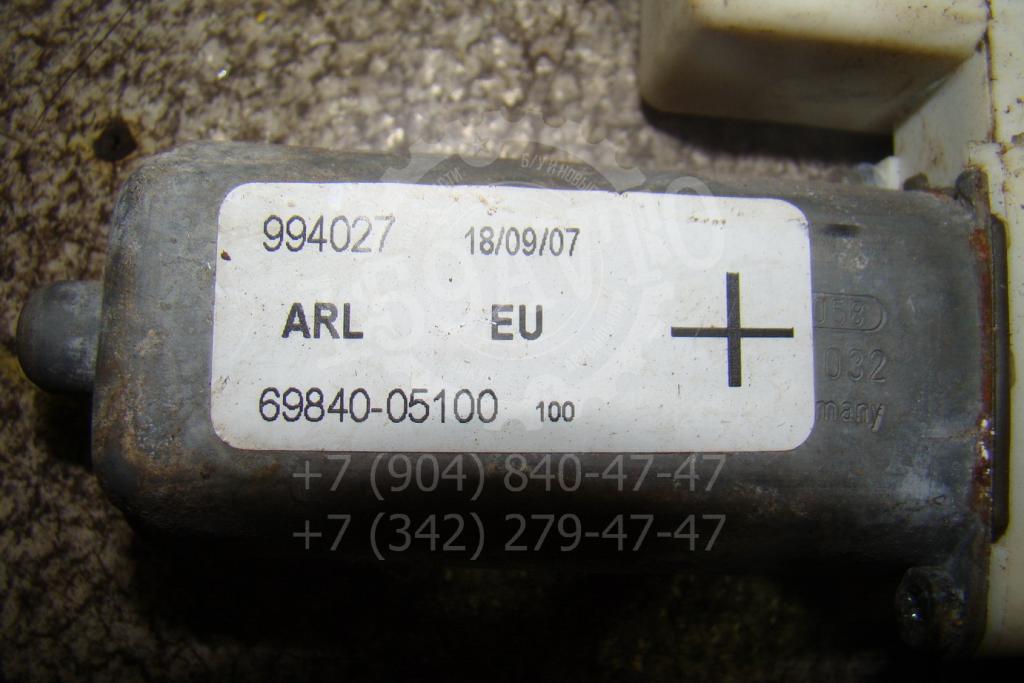 994027 18/09/07
ARL EU
69840-05100 100
032
many
159AVTO
+7 (904) 840-47-47
+7 (342) 279-47-47